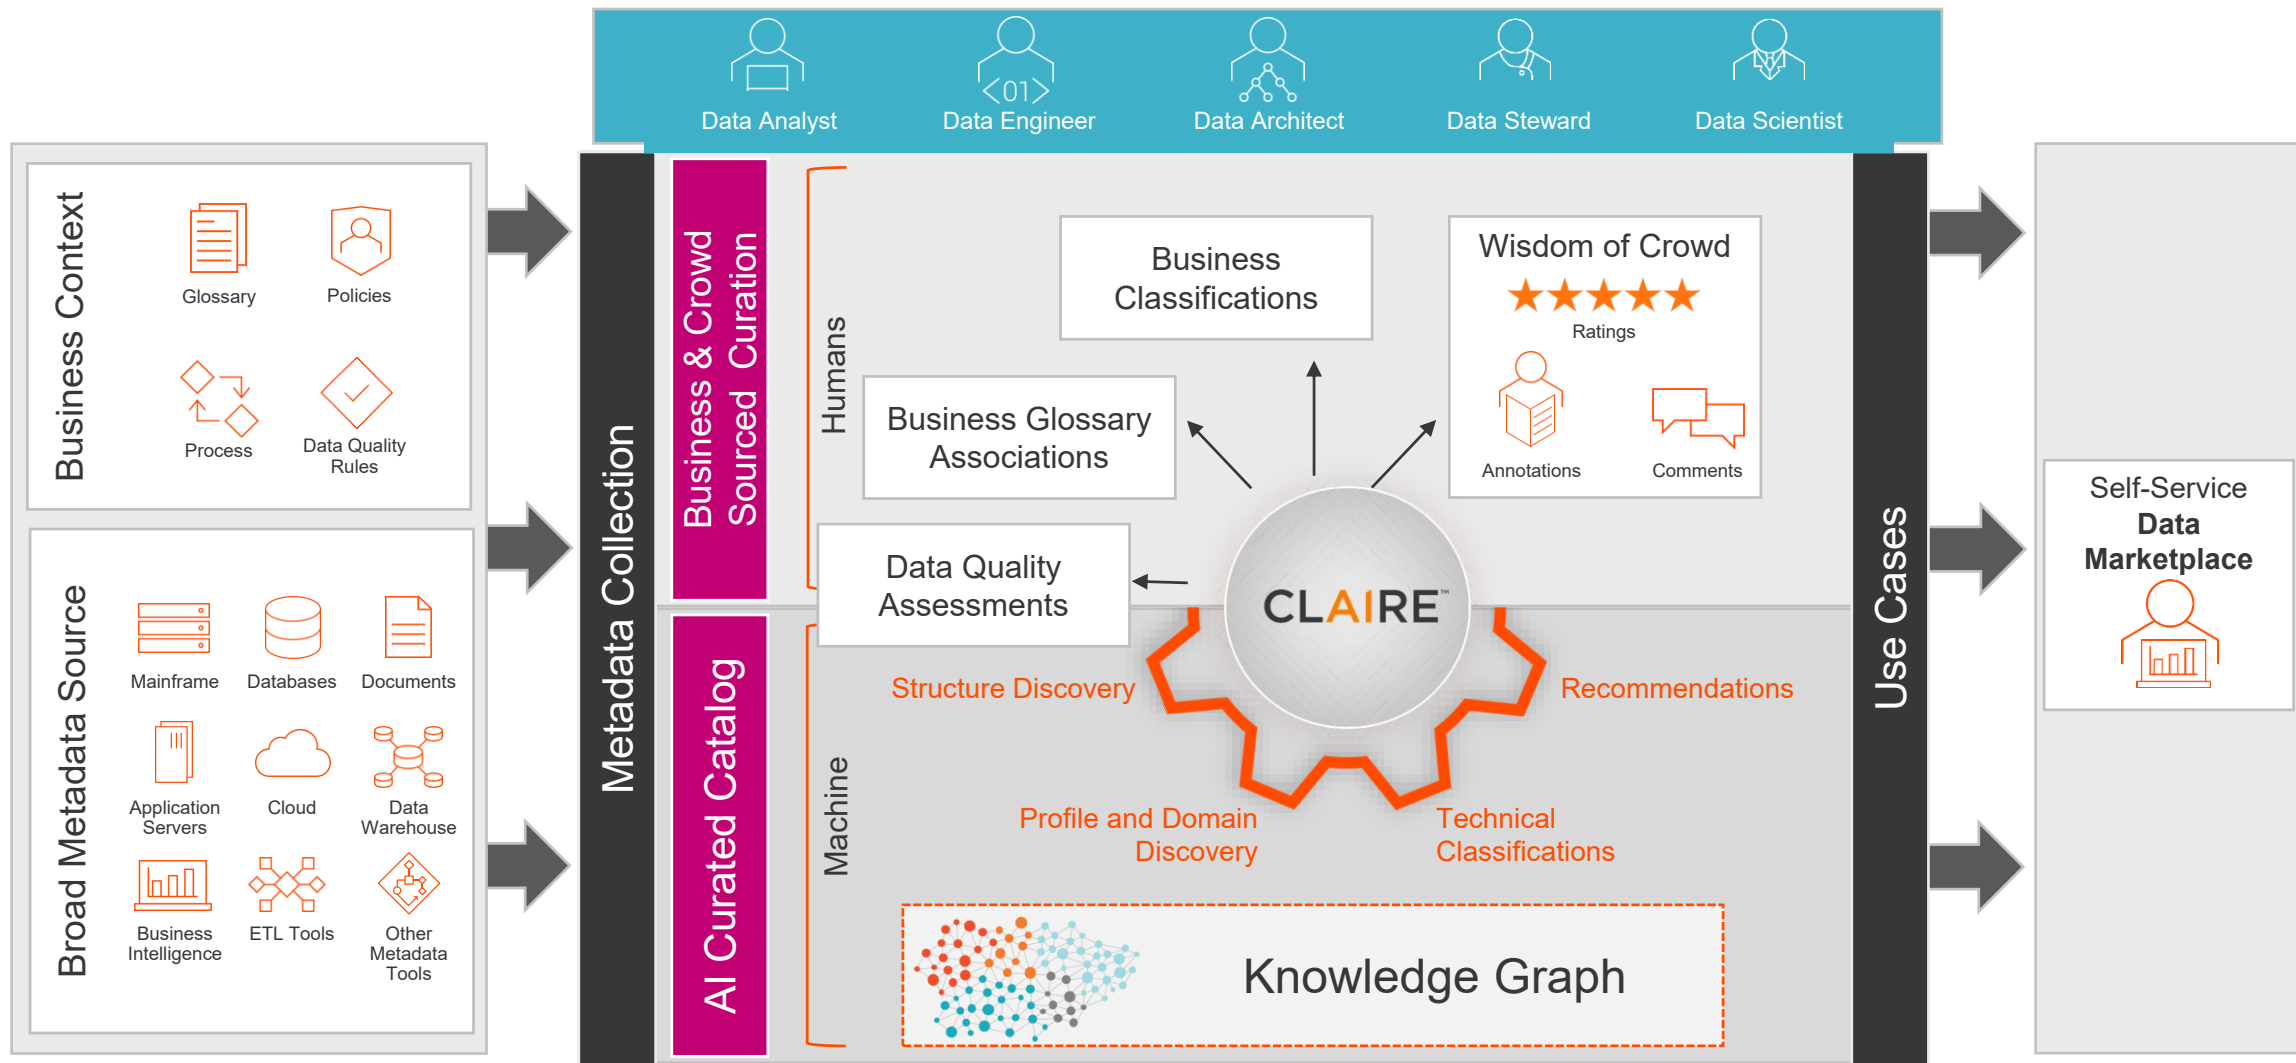 Data Analyst
Data Engineer
Data Architect
Data Steward
Data Scientist
Business Context
Glossary
Policies
Process
Data Quality
Rules
Broad Metadata Source
Mainframe
Databases
Documents
Application
Servers
Cloud
Data
Warehouse
Business
Intelligence
ETL Tools
Other
Metadata
Tools
Metadata Collection
Business & Crowd
Sourced Curation
AI Curated Catalog
Humans
Machine
Business
Classifications
Wisdom of Crowd
Ratings
Annotations
Comments
Business Glossary
Associations
Data Quality
Assessments
CLAIRE™
Structure Discovery
Recommendations
Profile and Domain
Discovery
Technical
Classifications
Knowledge Graph
Use Cases
Self-Service
Data
Marketplace
<01>